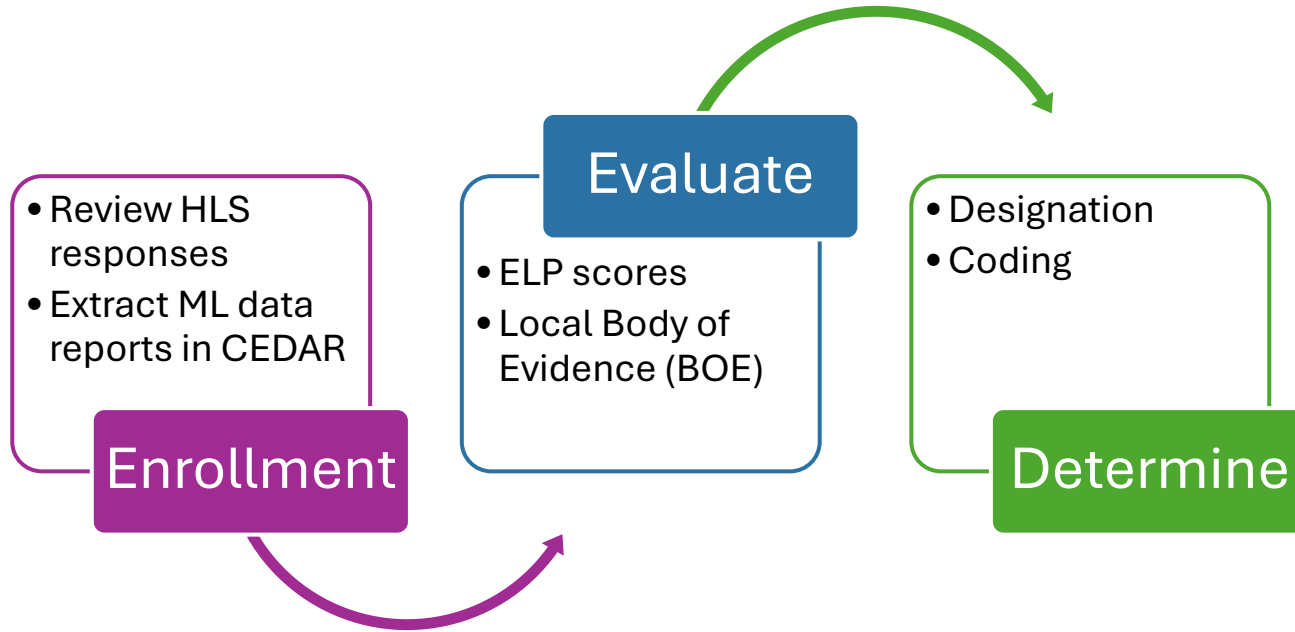 • Review HLS
responses
• Extract ML data
reports in CEDAR
Enrollment
Evaluate
• ELP scores
• Local Body of
Evidence (BOE)
• Designation
• Coding
Determine